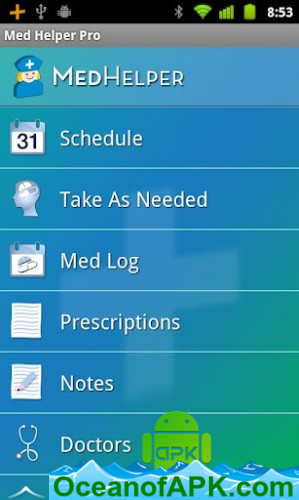 8:53
Med Helper Pro
MEDHELPER
31
Schedule
Take As Needed
Med Log
Prescriptions
Notes
Doctors
APK
OceanofAPK.com